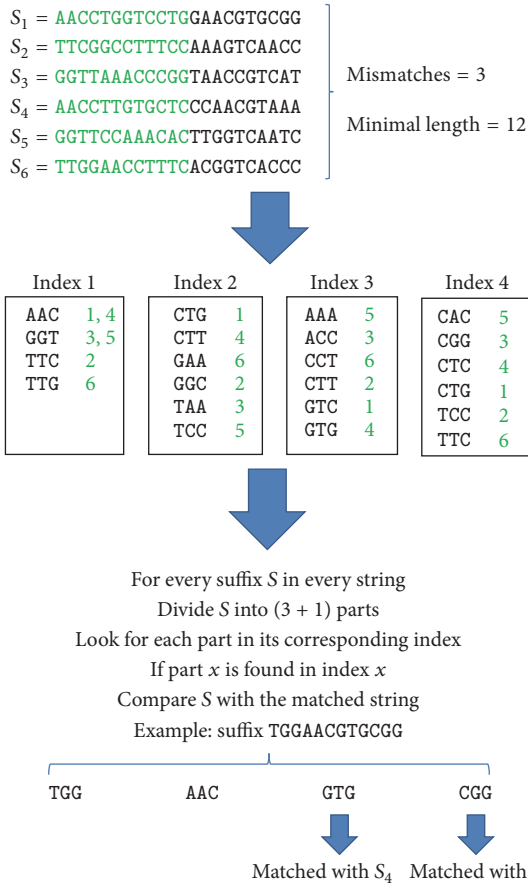 S1 = AACCTGGTCCTGGAACGTGCGG
S2 = TTCGGCCTTTCCAAAGTCAACC
S3 = GGTTAAACCCGGTAACCGTCAT
S4 = AACCTTGTGCTCCCAACGTAAA
S5 = GGTTCCAAACACTTGGTCAATC
S6 = TTGGAACCTTTCACGGTCACCC
Mismatches = 3
Minimal length = 12
Index 1
AAC 1, 4
GGT 3, 5
TTC 2
TTG 6
Index 2
CTG 1
CTT 4
GAA 6
GGC 2
TAA 3
TCC 5
Index 3
AAA 5
ACC 3
CCT 6
CTT 2
GTC 1
GTG 4
Index 4
CAC 5
CGG 3
CTC 4
CTG 1
TCC 2
TTC 6
For every suffix S in every string
Divide S into (3 + 1) parts
Look for each part in its corresponding index
If part x is found in index x
Compare S with the matched string
Example: suffix TGGAACGTGCGG
TGG AAC GTG CGG
Matched with S4 Matched with